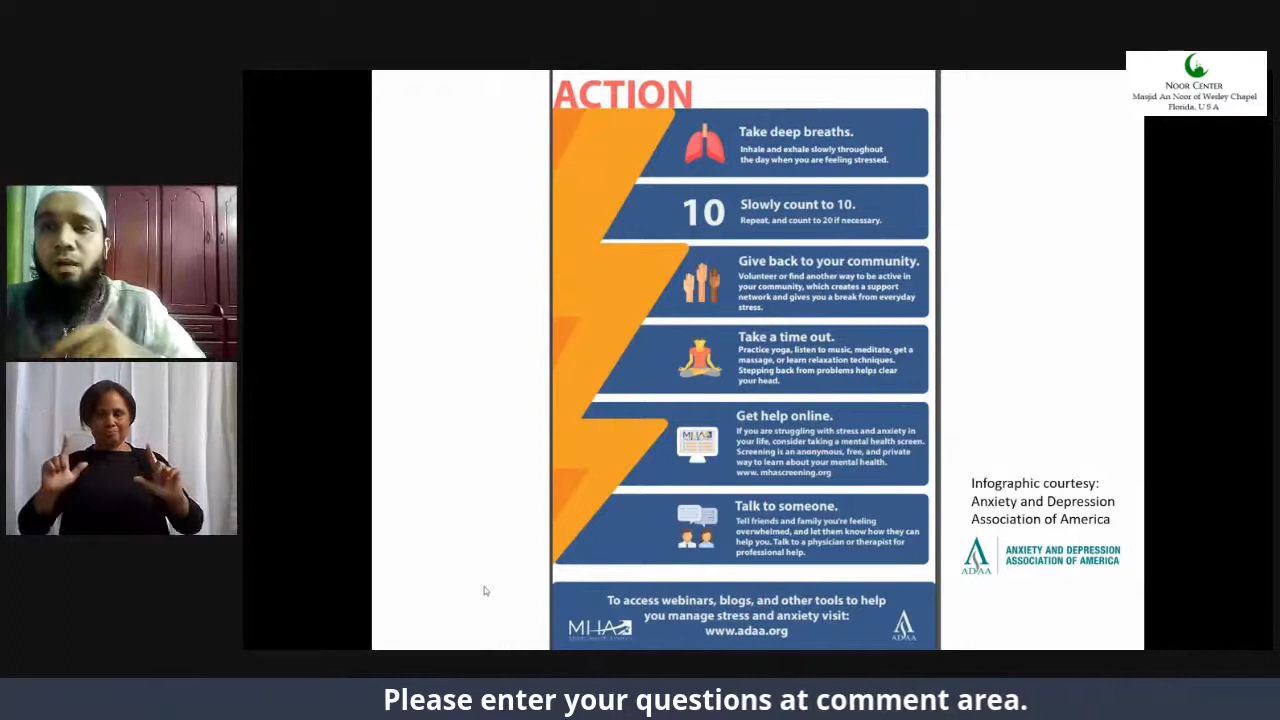 NOOR CENTER
Masjid An Noor of Wesley Chapel
Florida, U S A
ACTION
Take deep breaths.
Inhale and exhale slowly throughout
the day when you are feeling stressed.
10
Slowly count to 10.
Repeat, and count to 20 if necessary.
Give back to your community.
Volunteer or find another way to be active in
your community, which creates a support
network and gives you a break from everyday
stress.
Take a time out.
Practice yoga, listen to music, meditate, get a
massage, or learn relaxation techniques.
Stepping back from problems helps clear
your head.
MHA
Get help online.
If you are struggling with stress and anxiety in
your life, consider taking a mental health screen.
Screening is an anonymous, free, and private
way to learn about your mental health.
www. mhascreening.org
Talk to someone.
Tell friends and family you're feeling
overwhelmed, and let them know how they can
help you. Talk to a physician or therapist for
professional help.
To access webinars, blogs, and other tools to help
you manage stress and anxiety visit:
www.adaa.org
MHA
ADAA
Infographic courtesy:
Anxiety and Depression
Association of America
ADAA
ANXIETY AND DEPRESSION
ASSOCIATION OF AMERICA
Please enter your questions at comment area.